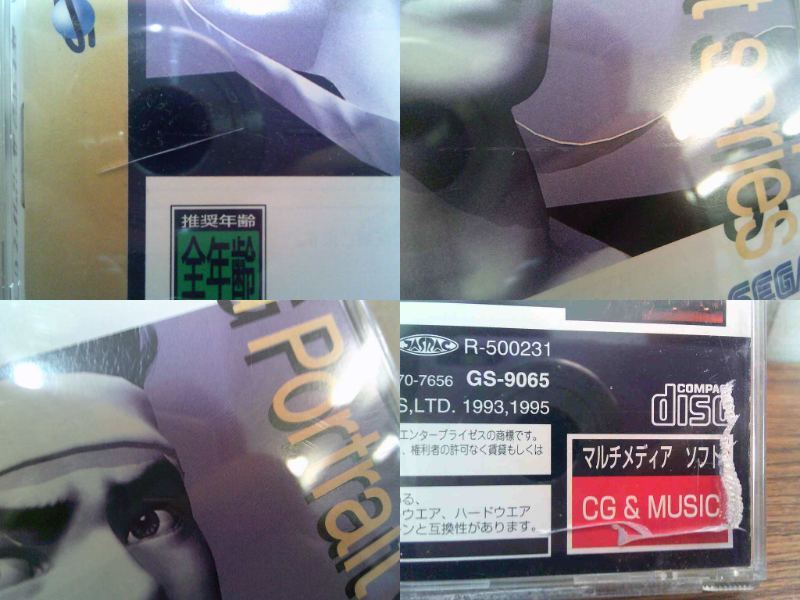 推奨年齢
全年齢
t series
SEGA
Portrait
JASRAC R-500231
70-7656 GS-9065
S,LTD. 1993,1995
エンタープライゼスの商標です。
、権利者の許可なく賃貸もしくは
COMPACT
disc
マルチメディア ソフト
CG & MUSIC
る、
ウエア、ハードウエア
ンと互換性があります。